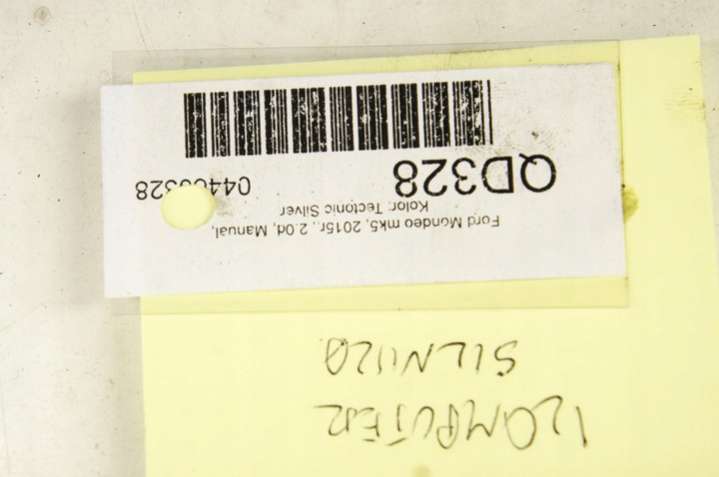 KOMPUTER
SILNIKA
Ford Mondeo mk5, 2015r., 2.0d, Manual,
Kolor: Tectonic Silver
QD328